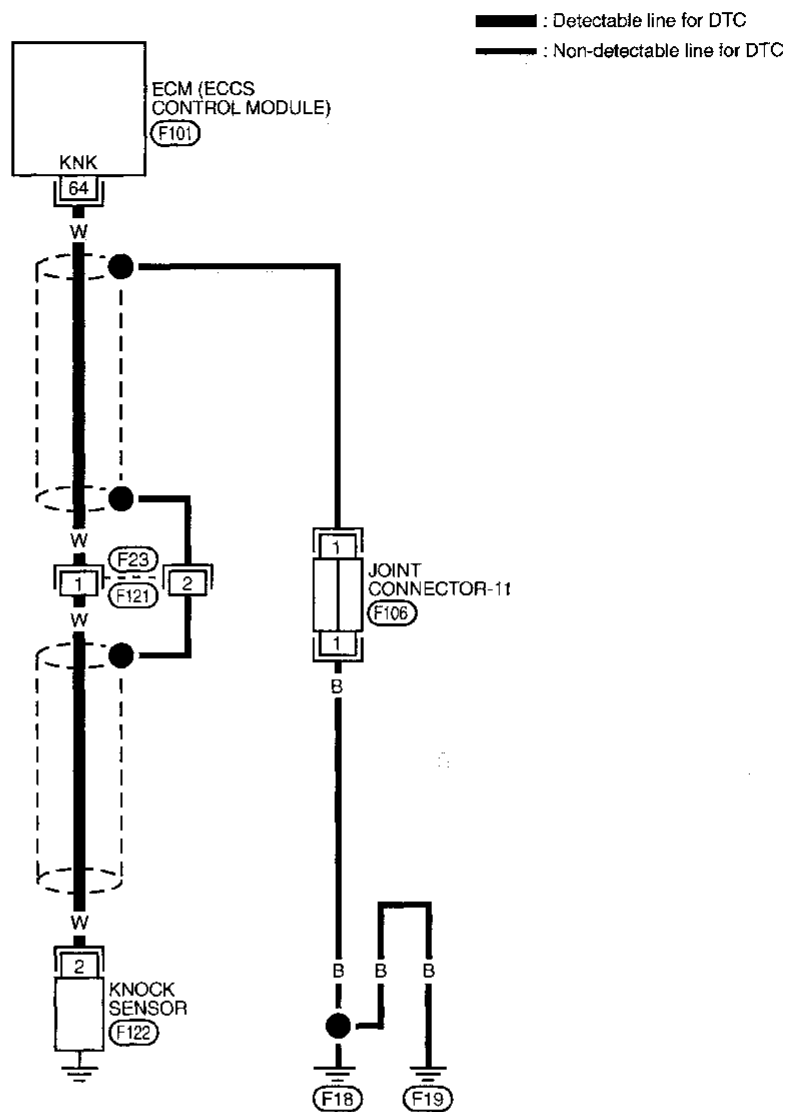 : Detectable line for DTC
: Non-detectable line for DTC
ECM (ECCS
CONTROL MODULE)
F101
KNK
64
W
W
F23
1
2
F121
W
1
JOINT
CONNECTOR-11
F106
1
B
W
2
KNOCK
SENSOR
F122
B
B
B
F18
F19